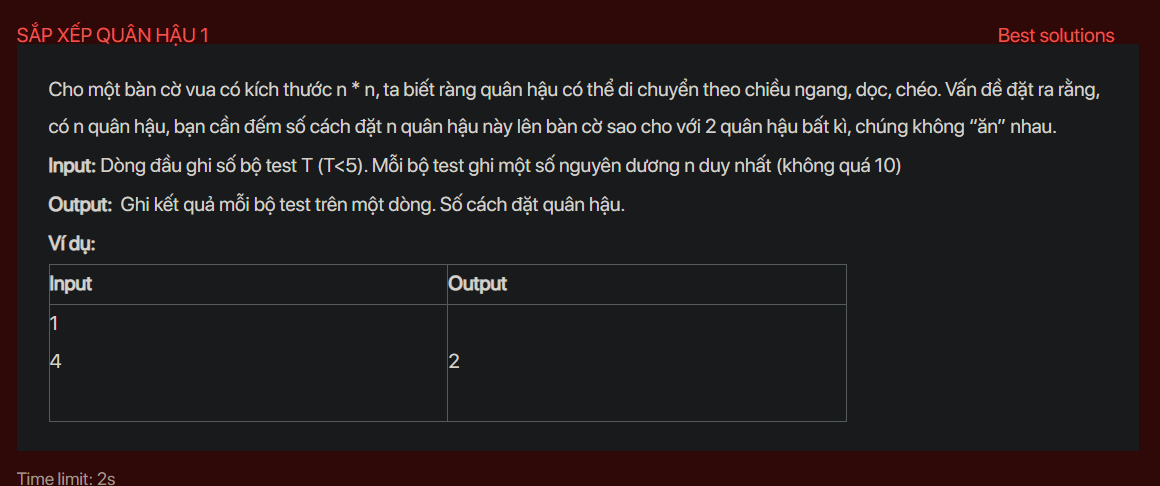 SẮP XẾP QUÂN HẬU 1 Best solutions
Cho một bàn cờ vua có kích thước n * n, ta biết ràng quân hậu có thể di chuyển theo chiều ngang, dọc, chéo. Vấn đề đặt ra rằng,
có n quân hậu, bạn cần đếm số cách đặt n quân hậu này lên bàn cờ sao cho với 2 quân hậu bất kì, chúng không “ăn” nhau.
Input: Dòng đầu ghi số bộ test T (T<5). Mỗi bộ test ghi một số nguyên dương n duy nhất (không quá 10)
Output: Ghi kết quả mỗi bộ test trên một dòng. Số cách đặt quân hậu.
Ví dụ:
Input Output
1
4 2
Time limit: 2s